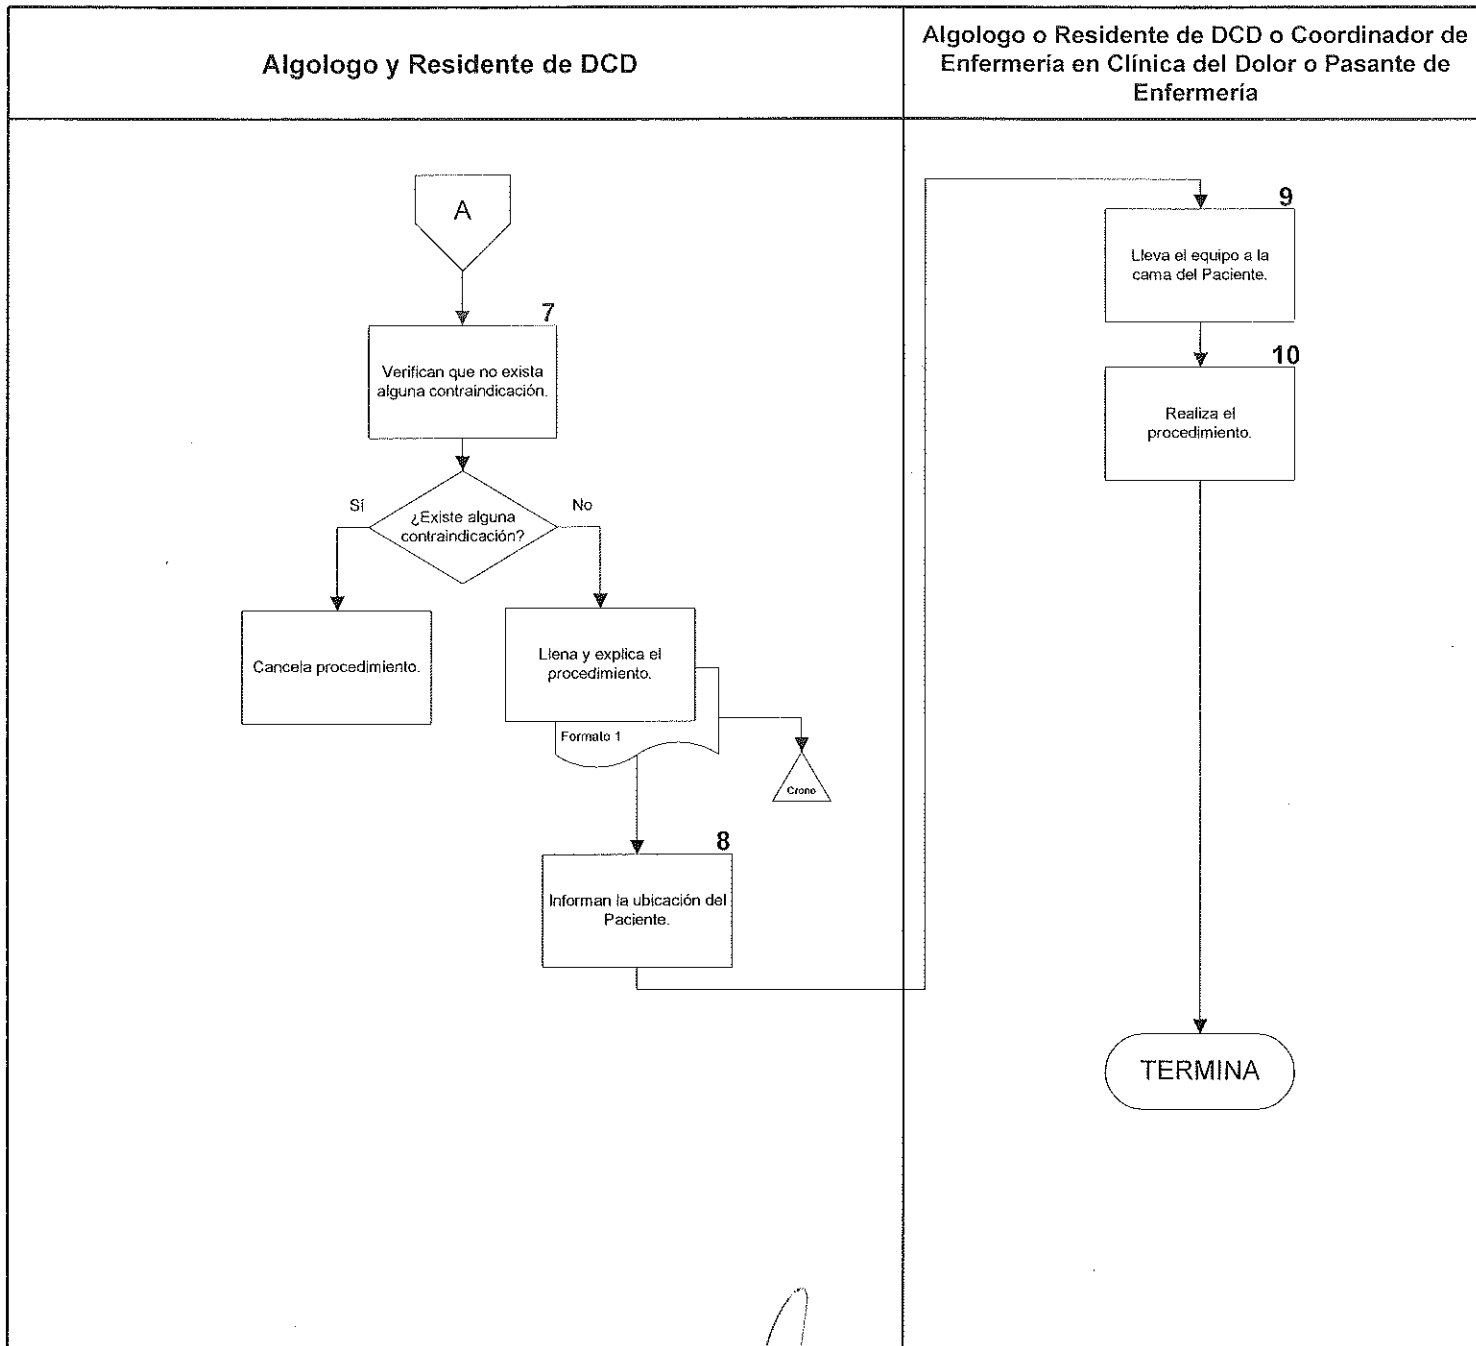 Algologo y Residente de DCD
Algologo o Residente de DCD o Coordinador de
Enfermería en Clínica del Dolor o Pasante de
Enfermería
A
7
Verifican que no exista
alguna contraindicación.
Sí
¿Existe alguna
contraindicación?
No
Cancela procedimiento.
Llena y explica el
procedimiento.
Formato 1
Crono
8
Informan la ubicación del
Paciente.
9
Lleva el equipo a la
cama del Paciente.
10
Realiza el
procedimiento.
TERMINA